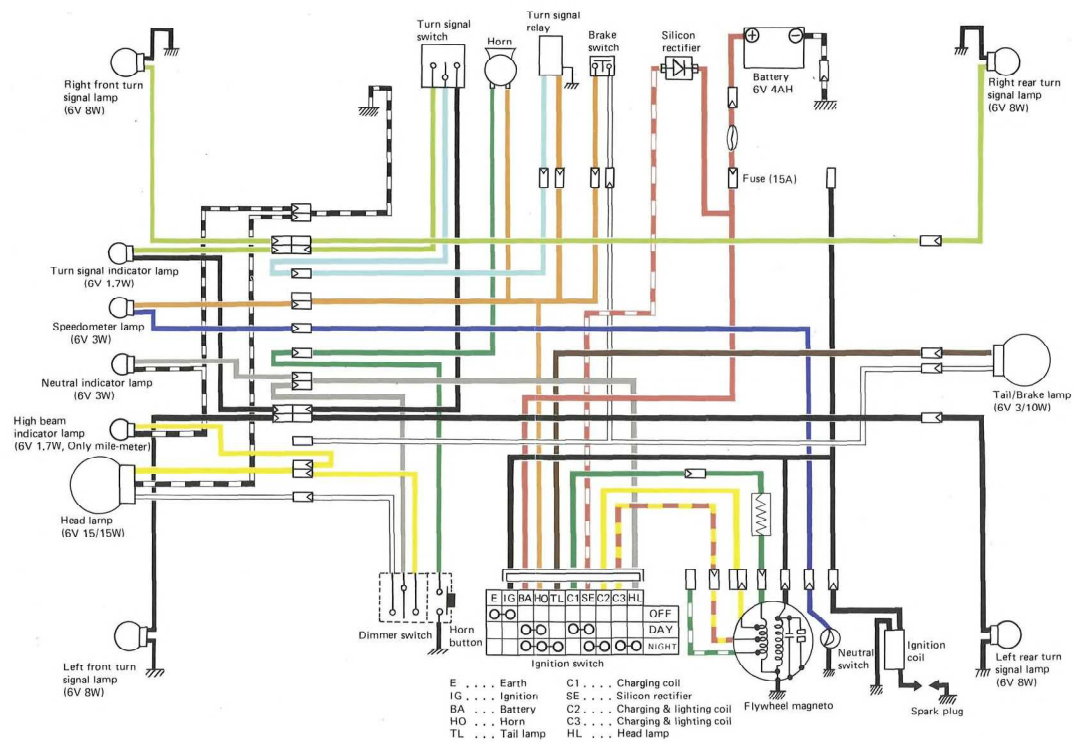 Turn signal
switch
Horn
Turn signal
relay
Brake
switch
Silicon
rectifier
Battery
6V 4AH
Right front turn
signal lamp
(6V 8W)
Right rear turn
signal lamp
(6V 8W)
Fuse (15A)
Turn signal indicator lamp
(6V 1.7W)
Speedometer lamp
(6V 3W)
Neutral indicator lamp
(6V 3W)
High beam
indicator lamp
(6V 1.7W, Only mile-meter)
Head lamp
(6V 15/15W)
Tail/Brake lamp
(6V 3/10W)
Left front turn
signal lamp
(6V 8W)
Dimmer switch
Horn
button
E IG BA HO TL C1 SE C2 C3 HL
OFF
DAY
NIGHT
Ignition switch
Flywheel magneto
Neutral
switch
Ignition
coil
Spark plug
Left rear turn
signal lamp
(6V 8W)
E .... Earth
IG .... Ignition
BA .... Battery
HO ... Horn
TL ... Tail lamp
C1 .... Charging coil
SE .... Silicon rectifier
C2 .... Charging & lighting coil
C3 .... Charging & lighting coil
HL ... Head lamp